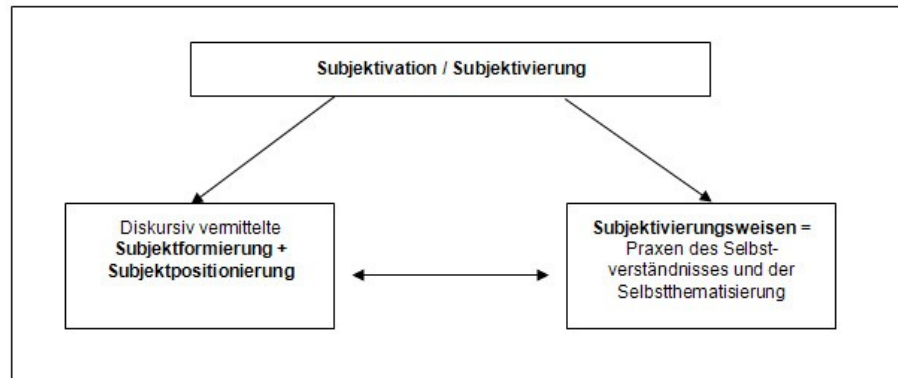 Subjektivation / Subjektivierung
Diskursiv vermittelte
Subjektformierung +
Subjektpositionierung
Subjektivierungsweisen =
Praxen des Selbst-
verständnisses und der
Selbstthematisierung